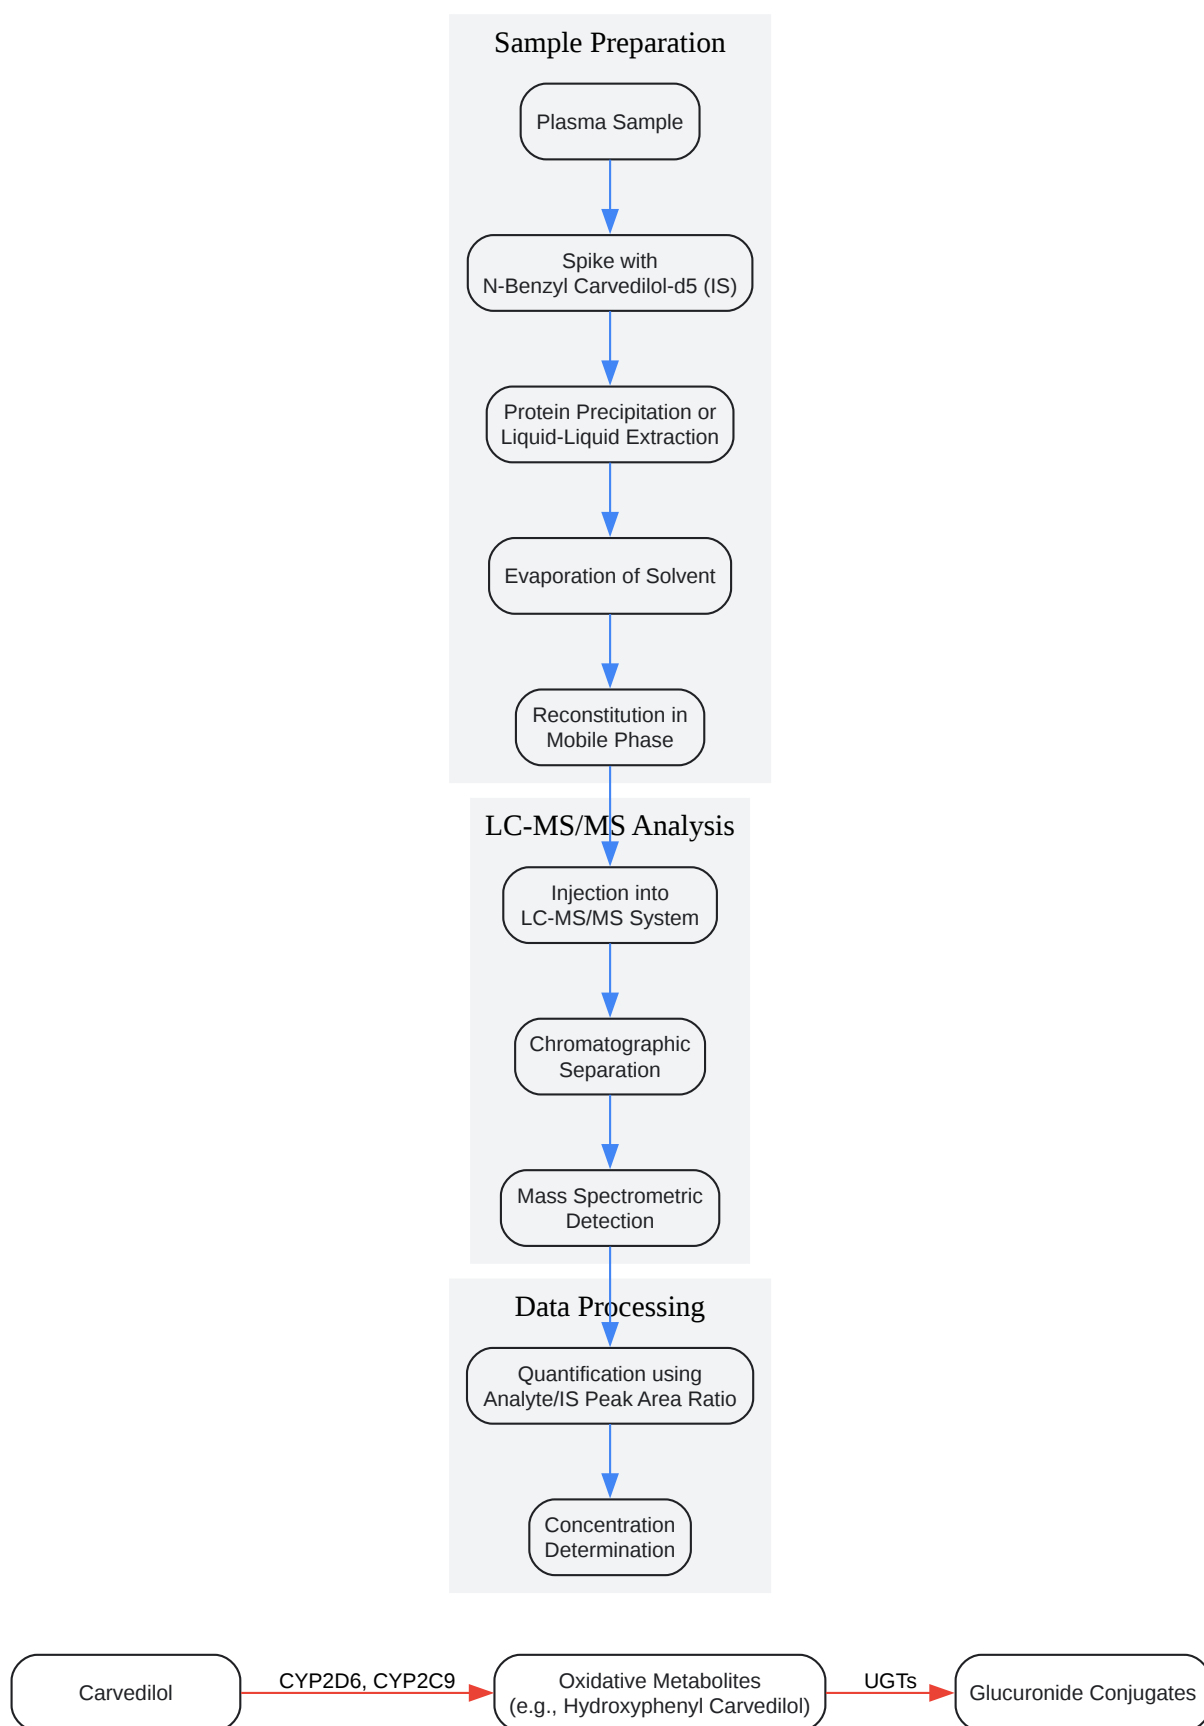 Sample Preparation
Plasma Sample
Spike with
N-Benzyl Carvedilol-d5 (IS)
Protein Precipitation or
Liquid-Liquid Extraction
Evaporation of Solvent
Reconstitution in
Mobile Phase
LC-MS/MS Analysis
Injection into
LC-MS/MS System
Chromatographic
Separation
Mass Spectrometric
Detection
Data Processing
Quantification using
Analyte/IS Peak Area Ratio
Concentration
Determination
Carvedilol
CYP2D6, CYP2C9
Oxidative Metabolites
(e.g., Hydroxyphenyl Carvedilol)
UGTs
Glucuronide Conjugates